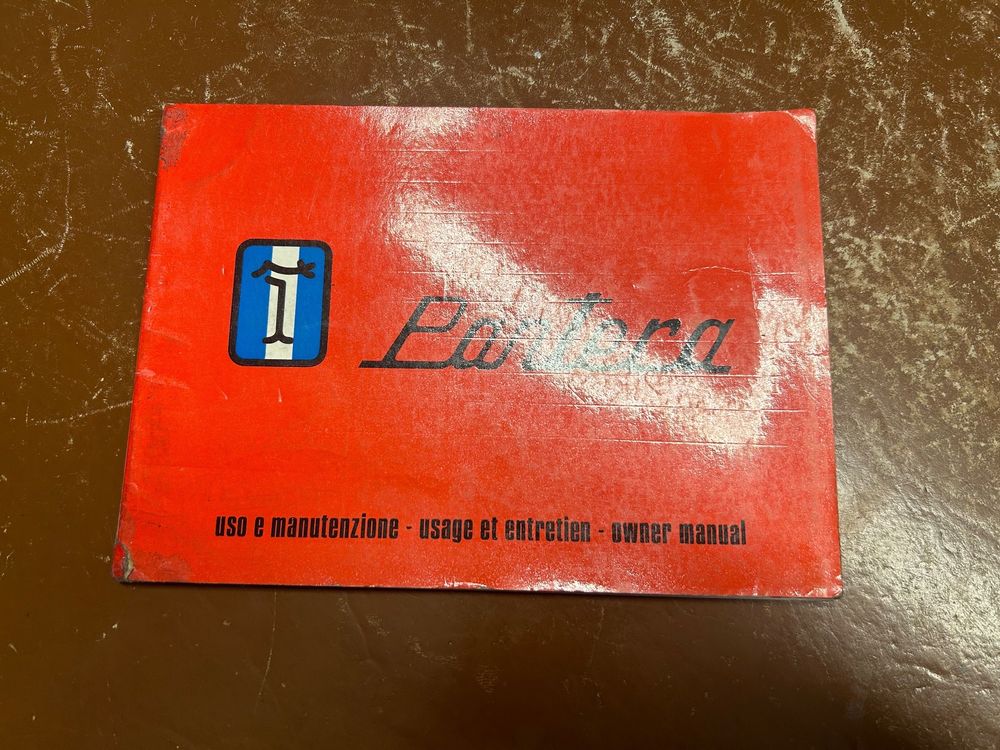 Pantera
uso e manutenzione - usage et entretien - owner manual